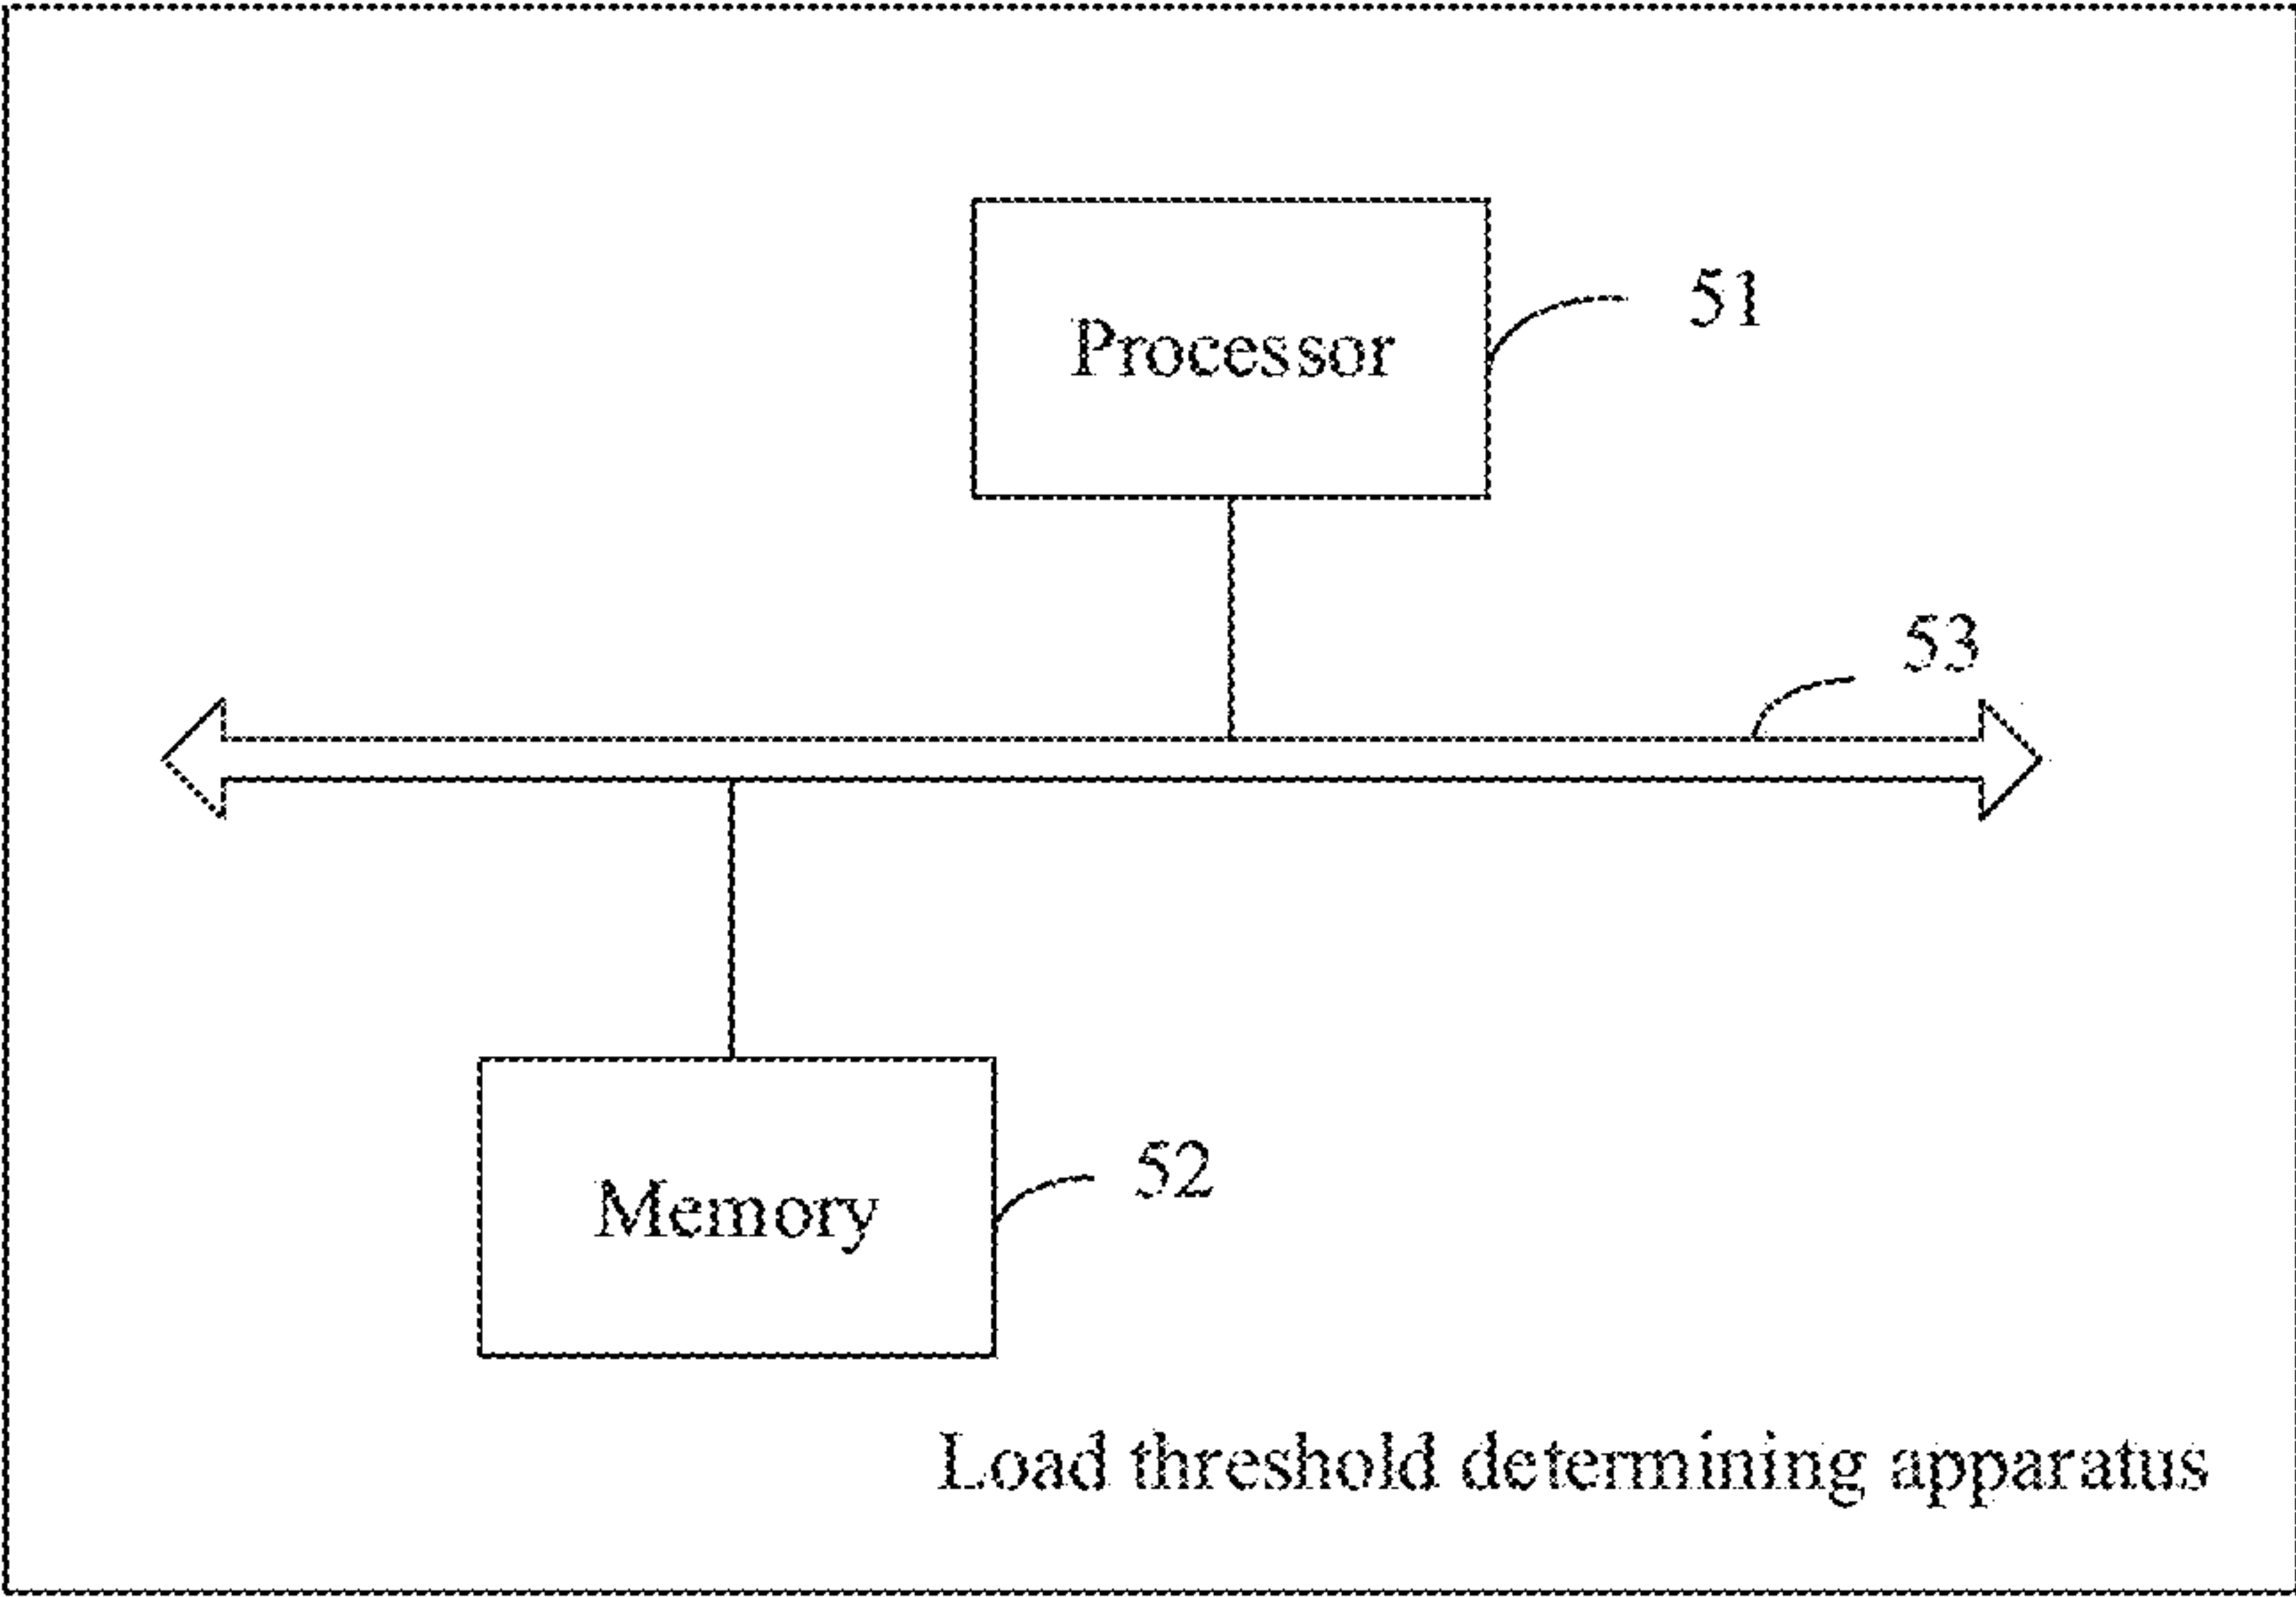 51
Processor
53
52
Memory
Load threshold determining apparatus